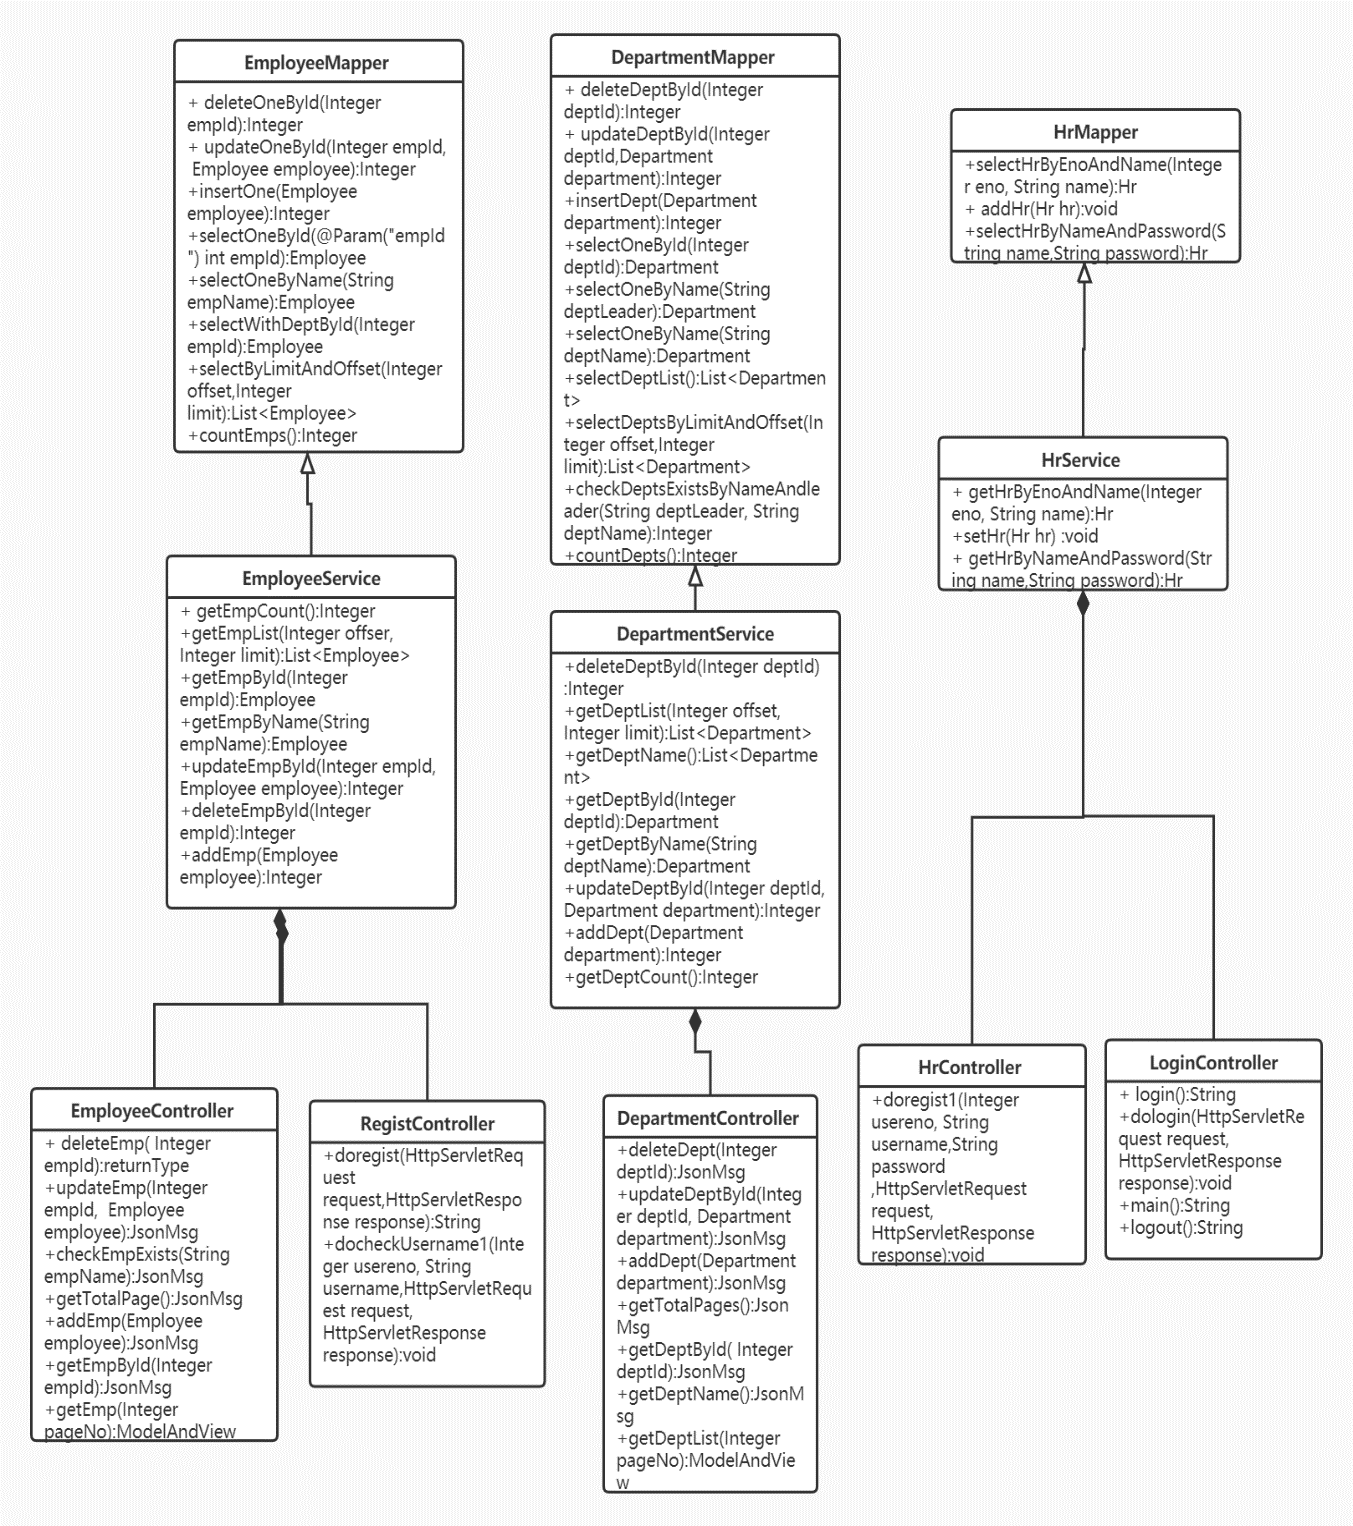 EmployeeMapper
+ deleteOneById(Integer
empId):Integer
+ updateOneById(Integer empId,
Employee employee):Integer
+insertOne(Employee
employee):Integer
+selectOneById(@Param("empId
") int empId):Employee
+selectOneByName(String
empName):Employee
+selectWithDeptById(Integer
empId):Employee
+selectByLimitAndOffset(Integer
offset,Integer
limit):List<Employee>
+countEmps():Integer
DepartmentMapper
+ deleteDeptById(Integer
deptId):Integer
+ updateDeptById(Integer
deptId,Department
department):Integer
+insertDept(Department
department):Integer
+selectOneById(Integer
deptId):Department
+selectOneByName(String
deptLeader):Department
+selectOneByName(String
deptName):Department
+selectDeptList():List<Departmen
t>
+selectDeptsByLimitAndOffset(In
teger offset,Integer
limit):List<Department>
+checkDeptsExistsByNameAndle
ader(String deptLeader, String
deptName):Integer
+countDepts():Integer
HrMapper
+selectHrByEnoAndName(Intege
r eno, String name):Hr
+ addHr(Hr hr):void
+selectHrByNameAndPassword(S
tring name,String password):Hr
EmployeeService
+ getEmpCount():Integer
+getEmpList(Integer offser,
Integer limit):List<Employee>
+getEmpById(Integer
empId):Employee
+getEmpByName(String
empName):Employee
+updateEmpById(Integer empId,
Employee employee):Integer
+deleteEmpById(Integer
empId):Integer
+addEmp(Employee
employee):Integer
DepartmentService
+deleteDeptById(Integer deptId)
:Integer
+getDeptList(Integer offset,
Integer limit):List<Department>
+getDeptName():List<Departme
nt>
+getDeptById(Integer
deptId):Department
+getDeptByName(String
deptName):Department
+updateDeptById(Integer deptId,
Department department):Integer
+addDept(Department
department):Integer
+getDeptCount():Integer
HrService
+ getHrByEnoAndName(Integer
eno, String name):Hr
+setHr(Hr hr) :void
+ getHrByNameAndPassword(Str
ing name,String password):Hr
EmployeeController
+ deleteEmp( Integer
empId):returnType
+updateEmp(Integer
empId,  Employee
employee):JsonMsg
+checkEmpExists(String
empName):JsonMsg
+getTotalPage():JsonMsg
+addEmp(Employee
employee):JsonMsg
+getEmpById(Integer
empId):JsonMsg
+getEmp(Integer
pageNo):ModelAndView
RegistController
+doregist(HttpServletReq
uest
request,HttpServletRespo
nse response):String
+docheckUsername1(Inte
ger usereno, String
username,HttpServletRequ
est request,
HttpServletResponse
response):void
DepartmentController
+deleteDept(Integer
deptId):JsonMsg
+updateDeptById(Integ
er deptId, Department
department):JsonMsg
+addDept(Department
department):JsonMsg
+getTotalPages():Json
Msg
+getDeptById( Integer
deptId):JsonMsg
+getDeptName():JsonM
sg
+getDeptList(Integer
pageNo):ModelAndVie
w
HrController
+doregist1(Integer
usereno, String
username,String
password
,HttpServletRequest
request,
HttpServletResponse
response):void
LoginController
+ login():String
+dologin(HttpServletRe
quest request,
HttpServletResponse
response):void
+main():String
+logout():String